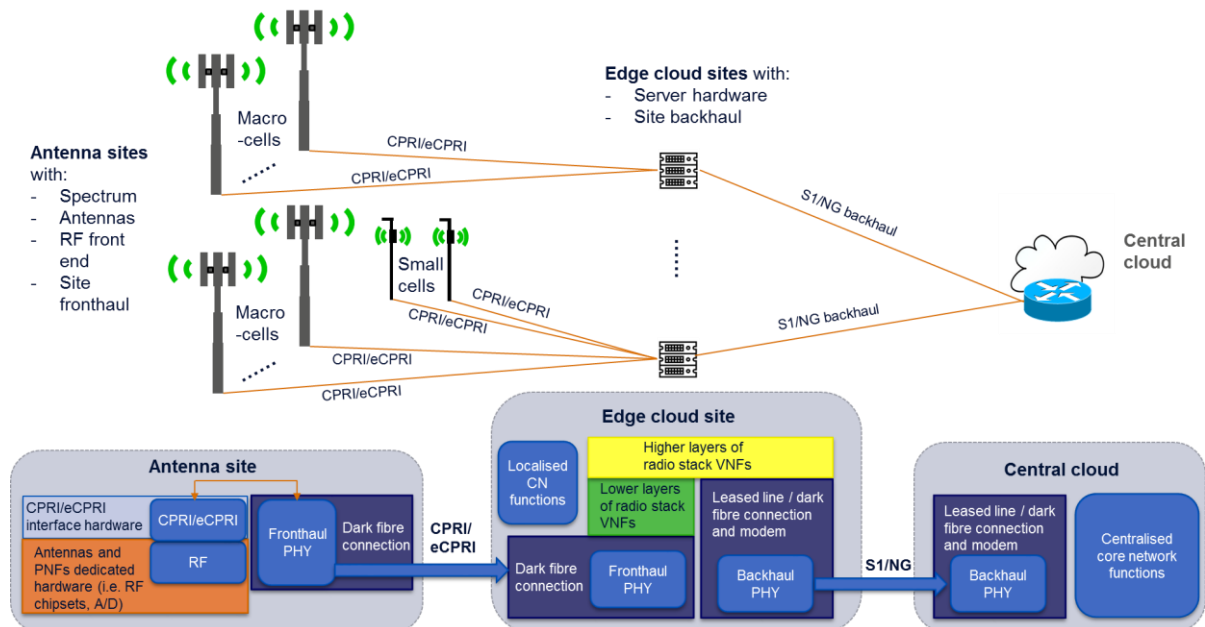 Antenna sites
with:
- Spectrum
- Antennas
- RF front
end
- Site
fronthaul
Macro
-cells
CPRI/eCPRI
CPRI/eCPRI
Edge cloud sites with:
- Server hardware
- Site backhaul
S1/NG backhaul
Macro
-cells
Small
cells
CPRI/eCPRI
CPRI/eCPRI
CPRI/eCPRI
CPRI/eCPRI
S1/NG backhaul
Central
cloud
Antenna site
CPRI/eCPRI
interface hardware
CPRI/eCPRI
Antennas and
PNFs dedicated
hardware (i.e. RF
chipsets, A/D)
RF
Fronthaul
PHY
Dark fibre
connection
CPRI/
eCPRI
Edge cloud site
Localised
CN
functions
Higher layers of
radio stack VNFs
Lower layers
of radio stack
VNFs
Leased line / dark
fibre connection
and modem
Dark fibre
connection
Fronthaul
PHY
Backhaul
PHY
S1/NG
Central cloud
Leased line / dark
fibre connection
and modem
Backhaul
PHY
Centralised
core network
functions